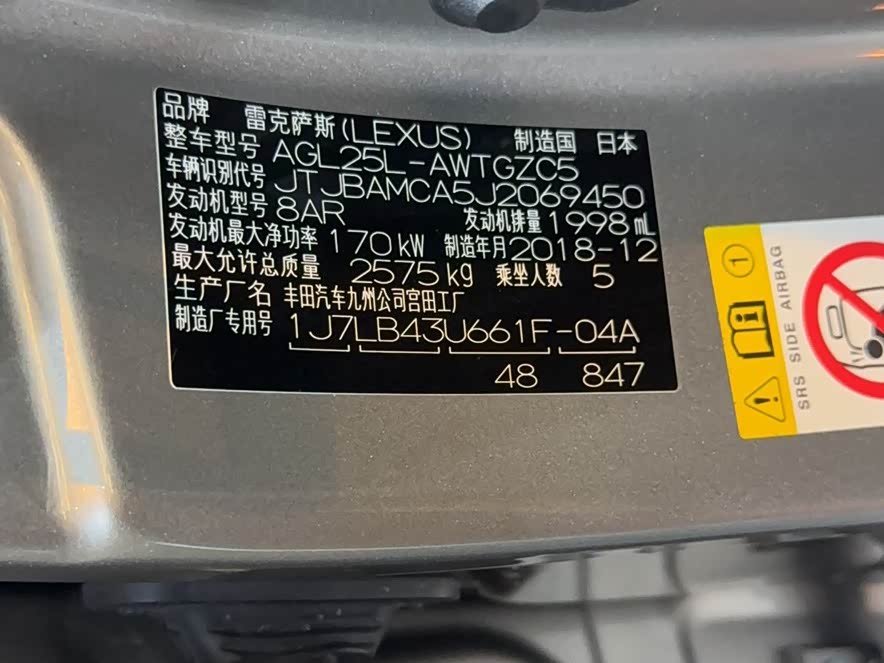 品牌 雷克萨斯(LEXUS) 制造国 日本
整车型号 AGL25L-AWTGZC5
车辆识别代号 JTJBAMCA5J2069450
发动机型号 8AR 发动机排量 1998mL
发动机最大净功率 170kW 制造年月 2018-12
最大允许总质量 2575kg 乘坐人数 5
生产厂名 丰田汽车九州公司宫田工厂
制造厂专用号 1J7LB43U661F-04A
48 847
1
SRS SIDE AIRBAG